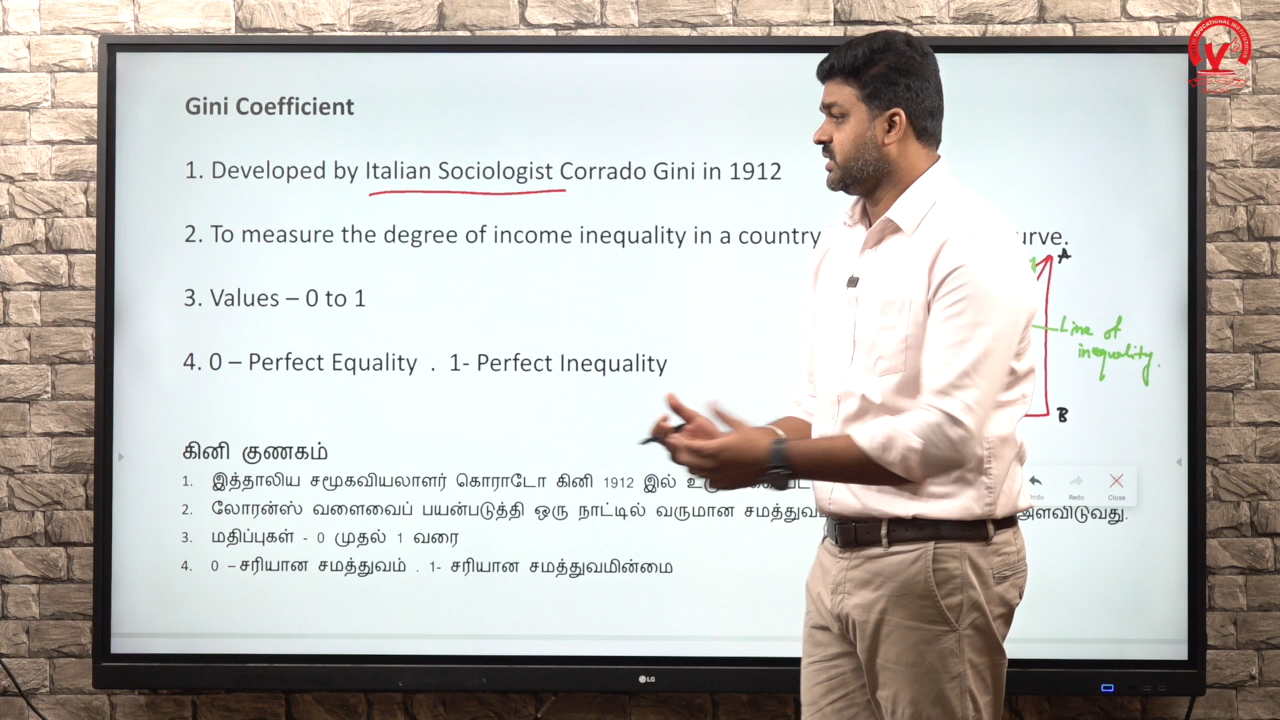 Gini Coefficient
1. Developed by Italian Sociologist Corrado Gini in 1912
2. To measure the degree of income inequality in a country urve.
A
3. Values – 0 to 1
Line of
inequality.
4. 0 – Perfect Equality . 1- Perfect Inequality
B
கினி குணகம்
1. இத்தாலிய சமூகவியலாளர் கொராடோ கினி 1912 இல்
2. லோரன்ஸ் வளைவைப் பயன்படுத்தி ஒரு நாட்டில் வருமான அளவிடுவது.
3. மதிப்புகள் - 0 முதல் 1 வரை
4. 0 – சரியான சமத்துவம் . 1- சரியான சமத்துவமின்மை
Redo Close
LG
EDUCATIONAL
V